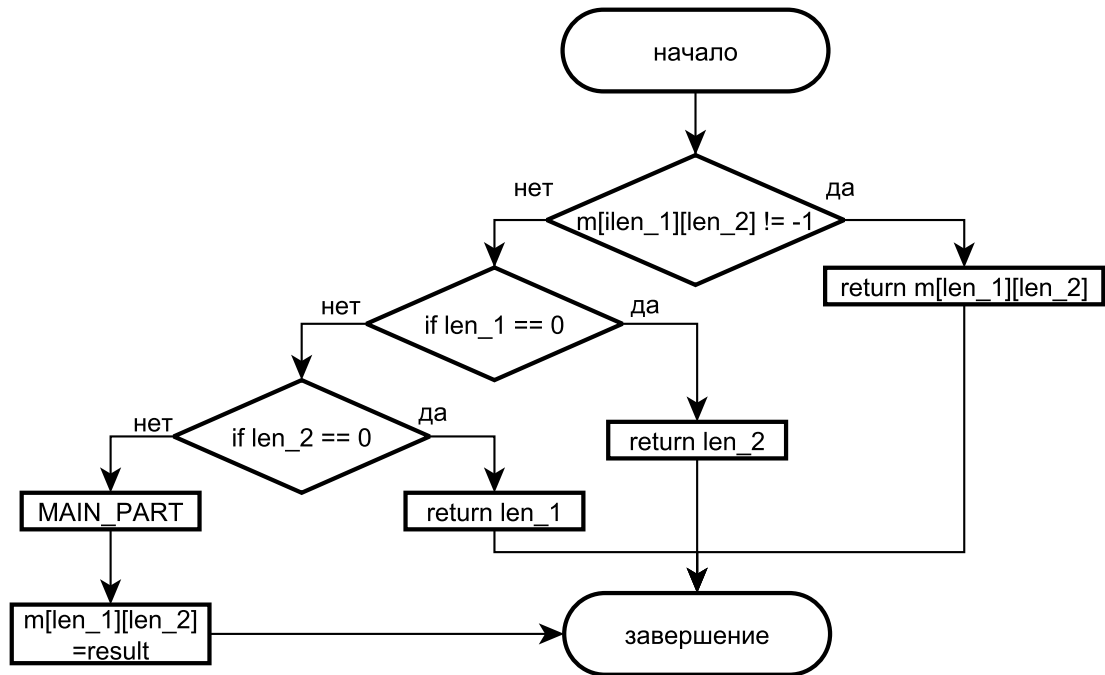 начало
нет
да
m[ilen_1][len_2] != -1
return m[len_1][len_2]
нет
да
if len_1 == 0
нет
да
if len_2 == 0
return len_2
MAIN_PART
return len_1
m[len_1][len_2]
=result
завершение